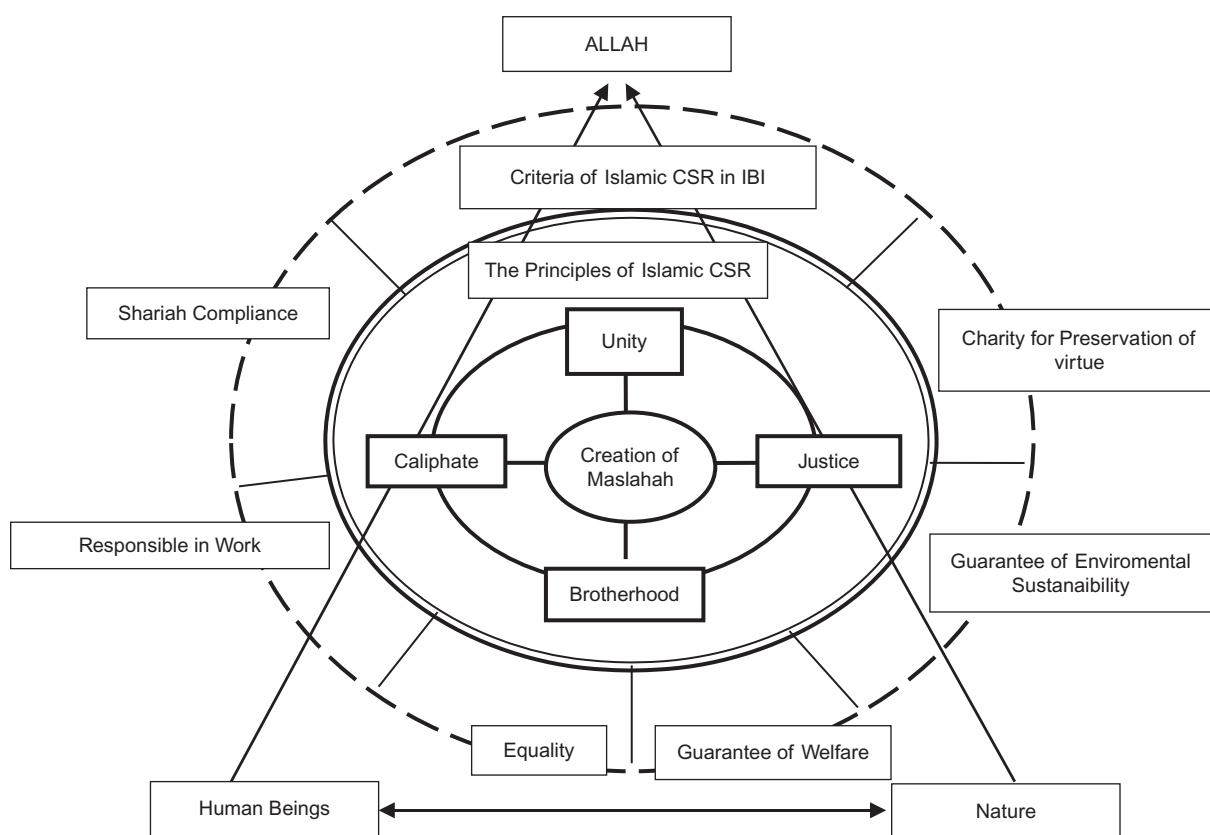 ALLAH
Criteria of Islamic CSR in IBI
The Principles of Islamic CSR
Shariah Compliance
Unity
Charity for Preservation of
virtue
Caliphate
Creation of
Maslahah
Justice
Responsible in Work
Guarantee of Enviromental
Sustanaibility
Brotherhood
Equality
Guarantee of Welfare
Human Beings
Nature